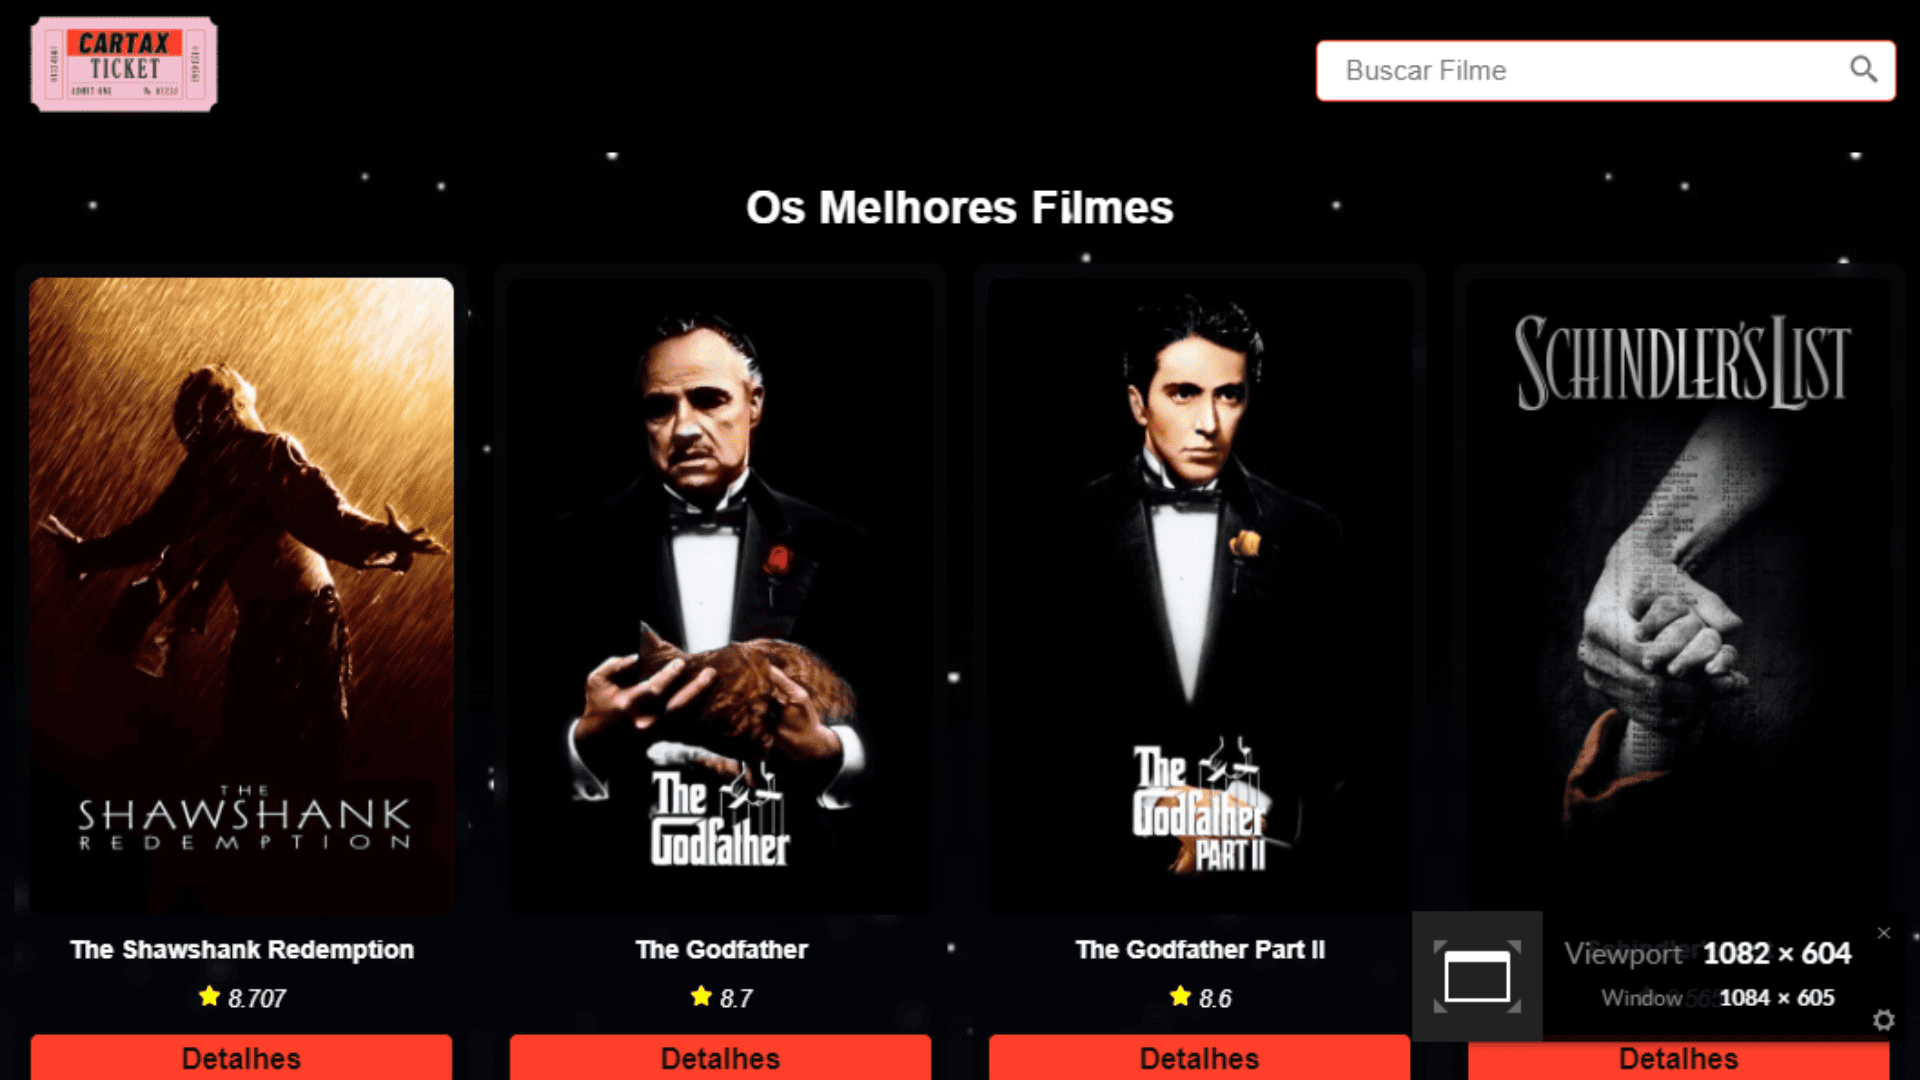 CARTAX
TICKET
ADMIT ONE
Buscar Filme
Os Melhores Filmes
THE
SHAWSHANK
REDEMPTION
The
Godfather
The
Godfather
PART II
SCHINDLER'S LIST
The Shawshank Redemption
The Godfather
The Godfather Part II
8.707
8.7
8.6
Viewport 1082 × 604
Window 1084 × 605
Detalhes
Detalhes
Detalhes
Detalhes